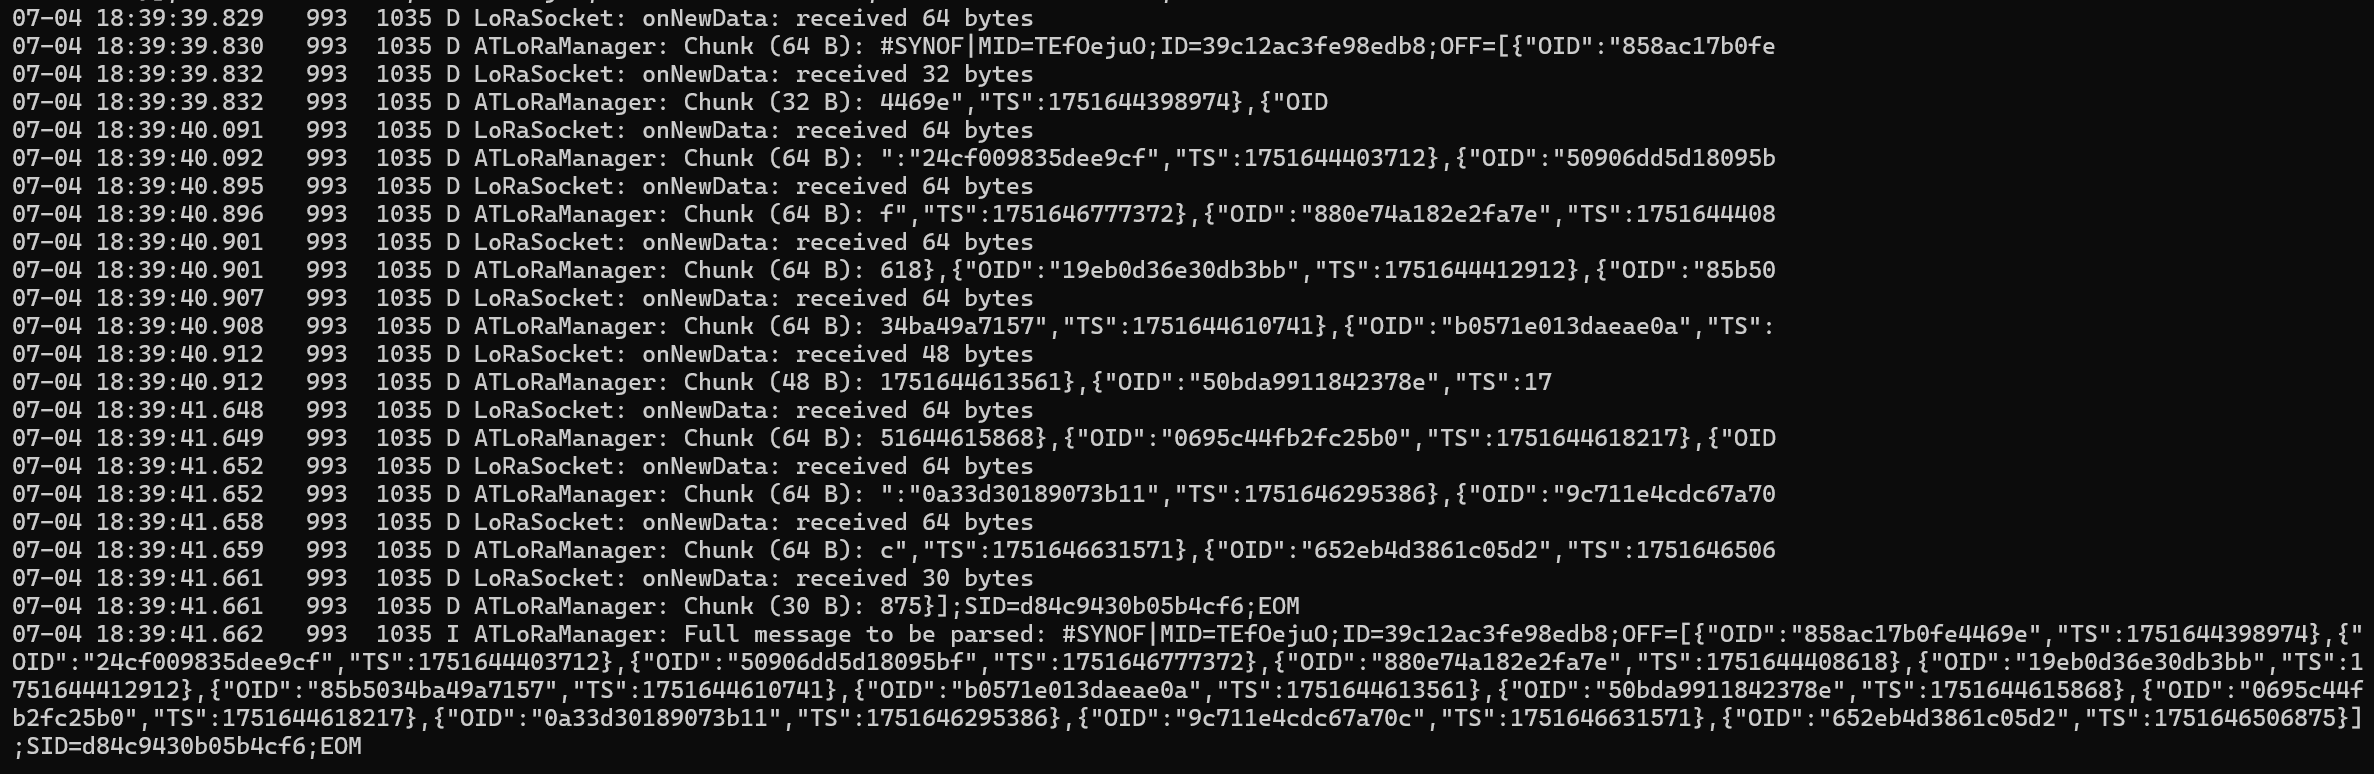 07-04 18:39:39.829   993  1035 D LoRaSocket: onNewData: received 64 bytes
07-04 18:39:39.830   993  1035 D ATLoRaManager: Chunk (64 B): #SYNOF|MID=TEfOejuO;ID=39c12ac3fe98edb8;OFF=[{"OID":"858ac17b0fe
07-04 18:39:39.832   993  1035 D LoRaSocket: onNewData: received 32 bytes
07-04 18:39:39.832   993  1035 D ATLoRaManager: Chunk (32 B): 4469e","TS":1751644398974},{"OID
07-04 18:39:40.091   993  1035 D LoRaSocket: onNewData: received 64 bytes
07-04 18:39:40.092   993  1035 D ATLoRaManager: Chunk (64 B): ":"24cf009835dee9cf","TS":1751644403712},{"OID":"50906dd5d18095b
07-04 18:39:40.895   993  1035 D LoRaSocket: onNewData: received 64 bytes
07-04 18:39:40.896   993  1035 D ATLoRaManager: Chunk (64 B): f","TS":1751646777372},{"OID":"880e74a182e2fa7e","TS":1751644408
07-04 18:39:40.901   993  1035 D LoRaSocket: onNewData: received 64 bytes
07-04 18:39:40.901   993  1035 D ATLoRaManager: Chunk (64 B): 618},{"OID":"19eb0d36e30db3bb","TS":1751644412912},{"OID":"85b50
07-04 18:39:40.907   993  1035 D LoRaSocket: onNewData: received 64 bytes
07-04 18:39:40.908   993  1035 D ATLoRaManager: Chunk (64 B): 34ba49a7157","TS":1751644610741},{"OID":"b0571e013daeae0a","TS":
07-04 18:39:40.912   993  1035 D LoRaSocket: onNewData: received 48 bytes
07-04 18:39:40.912   993  1035 D ATLoRaManager: Chunk (48 B): 1751644613561},{"OID":"50bda9911842378e","TS":17
07-04 18:39:41.648   993  1035 D LoRaSocket: onNewData: received 64 bytes
07-04 18:39:41.649   993  1035 D ATLoRaManager: Chunk (64 B): 51644615868},{"OID":"0695c44fb2fc25b0","TS":1751644618217},{"OID
07-04 18:39:41.652   993  1035 D LoRaSocket: onNewData: received 64 bytes
07-04 18:39:41.652   993  1035 D ATLoRaManager: Chunk (64 B): ":"0a33d30189073b11","TS":1751646295386},{"OID":"9c711e4cdc67a70
07-04 18:39:41.658   993  1035 D LoRaSocket: onNewData: received 64 bytes
07-04 18:39:41.659   993  1035 D ATLoRaManager: Chunk (64 B): c","TS":1751646631571},{"OID":"652eb4d3861c05d2","TS":1751646506
07-04 18:39:41.661   993  1035 D LoRaSocket: onNewData: received 30 bytes
07-04 18:39:41.661   993  1035 D ATLoRaManager: Chunk (30 B): 875}];SID=d84c9430b05b4cf6;EOM
07-04 18:39:41.662   993  1035 I ATLoRaManager: Full message to be parsed: #SYNOF|MID=TEfOejuO;ID=39c12ac3fe98edb8;OFF=[{"OID":"858ac17b0fe4469e","TS":1751644398974},{"
OID":"24cf009835dee9cf","TS":1751644403712},{"OID":"50906dd5d18095bf","TS":1751646777372},{"OID":"880e74a182e2fa7e","TS":1751644408618},{"OID":"19eb0d36e30db3bb","TS":1
751644412912},{"OID":"85b5034ba49a7157","TS":1751644610741},{"OID":"b0571e013daeae0a","TS":1751644613561},{"OID":"50bda9911842378e","TS":1751644615868},{"OID":"0695c44f
b2fc25b0","TS":1751644618217},{"OID":"0a33d30189073b11","TS":1751646295386},{"OID":"9c711e4cdc67a70c","TS":1751646631571},{"OID":"652eb4d3861c05d2","TS":1751646506875}]
;SID=d84c9430b05b4cf6;EOM